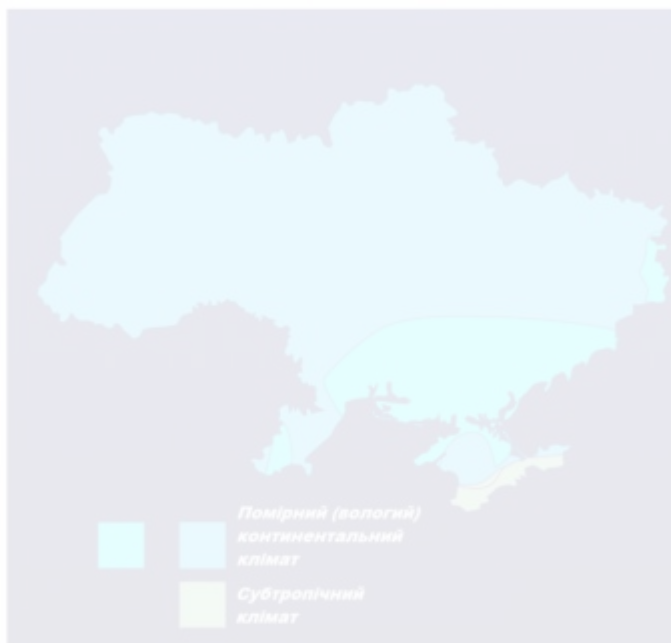 Помірний (вологий)
континентальний
клімат
Субтропічний
клімат